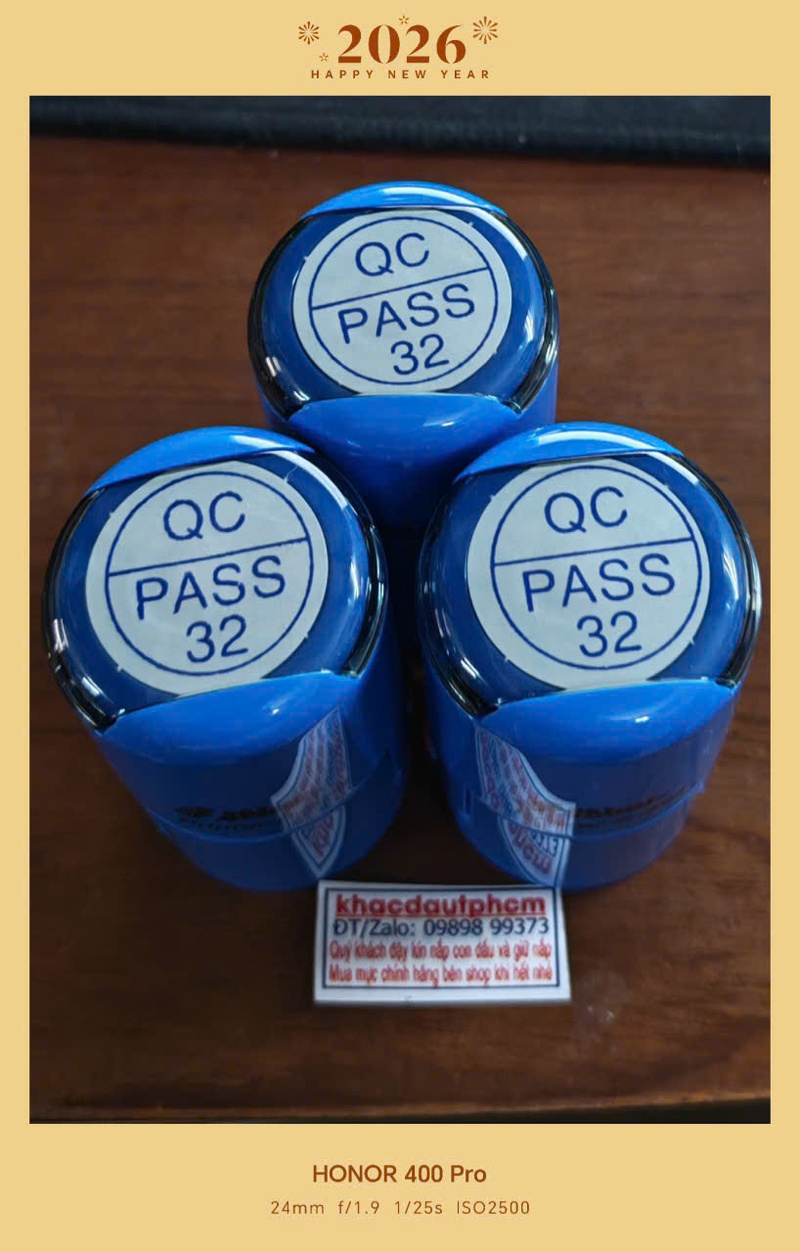 2026
HAPPY NEW YEAR
QC
PASS
32
QC
PASS
32
QC
PASS
32
khacdautphcm
ĐT/Zalo: 09898 99373
Quý khách đậy kín nắp con dấu và giữ nắp
Mua mực chính hãng bên shop khi hết nhé
HONOR 400 Pro
24mm f/1.9 1/25s ISO2500